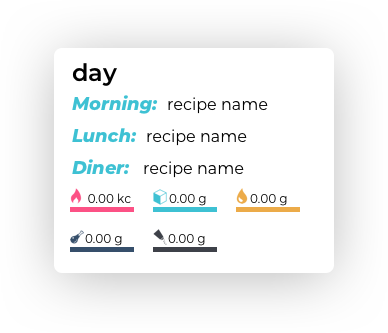 day
Morning: recipe name
Lunch: recipe name
Diner: recipe name
0.00 kc 0.00 g 0.00 g
0.00 g 0.00 g